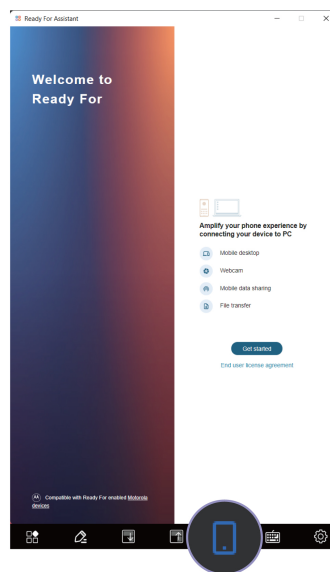 Ready For Assistant
Welcome to
Ready For
Amplify your phone experience by
connecting your device to PC
Mobile desktop
Webcam
Mobile data sharing
File transfer
Get started
End user license agreement
Compatible with Ready For enabled Motorola
devices